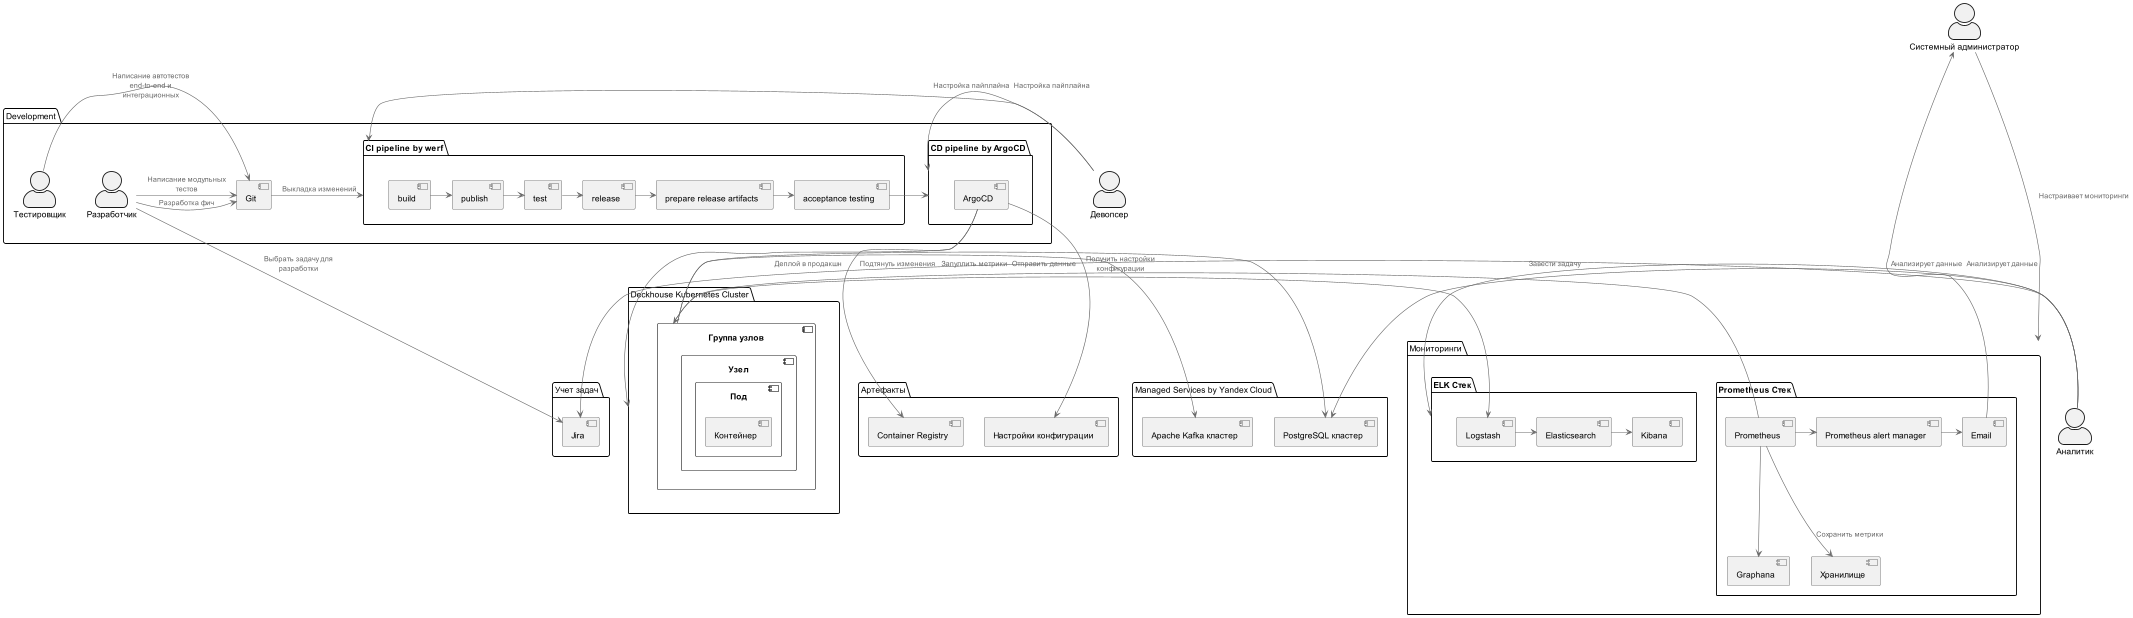 Системный администратор
Написание автотестов
end-to-end и
интеграционных
Настройка пайплайна
Настройка пайплайна
Development
CI pipeline by werf
CD pipeline by ArgoCD
Написание модульных
тестов
Разработка фич
Git
Выкладка изменений
build
publish
test
release
prepare release artifacts
acceptance testing
ArgoCD
Тестировщик
Разработчик
Девопсер
Настраивает мониторинги
Выбрать задачу для
разработки
Деплой в продакшн
Подтянуть изменения
Запуллить метрики
Отправить данные
Получить настройки
конфигурации
Завести задачу
Анализирует данные
Анализирует данные
Deckhouse Kubernetes Cluster
Группа узлов
Узел
Под
Контейнер
Учет задач
Jira
Артефакты
Container Registry
Настройки конфигурации
Managed Services by Yandex Cloud
Apache Kafka кластер
PostgreSQL кластер
Мониторинги
ELK Стек
Logstash
Elasticsearch
Kibana
Prometheus Стек
Prometheus
Prometheus alert manager
Email
Аналитик
Сохранить метрики
Graphana
Хранилище